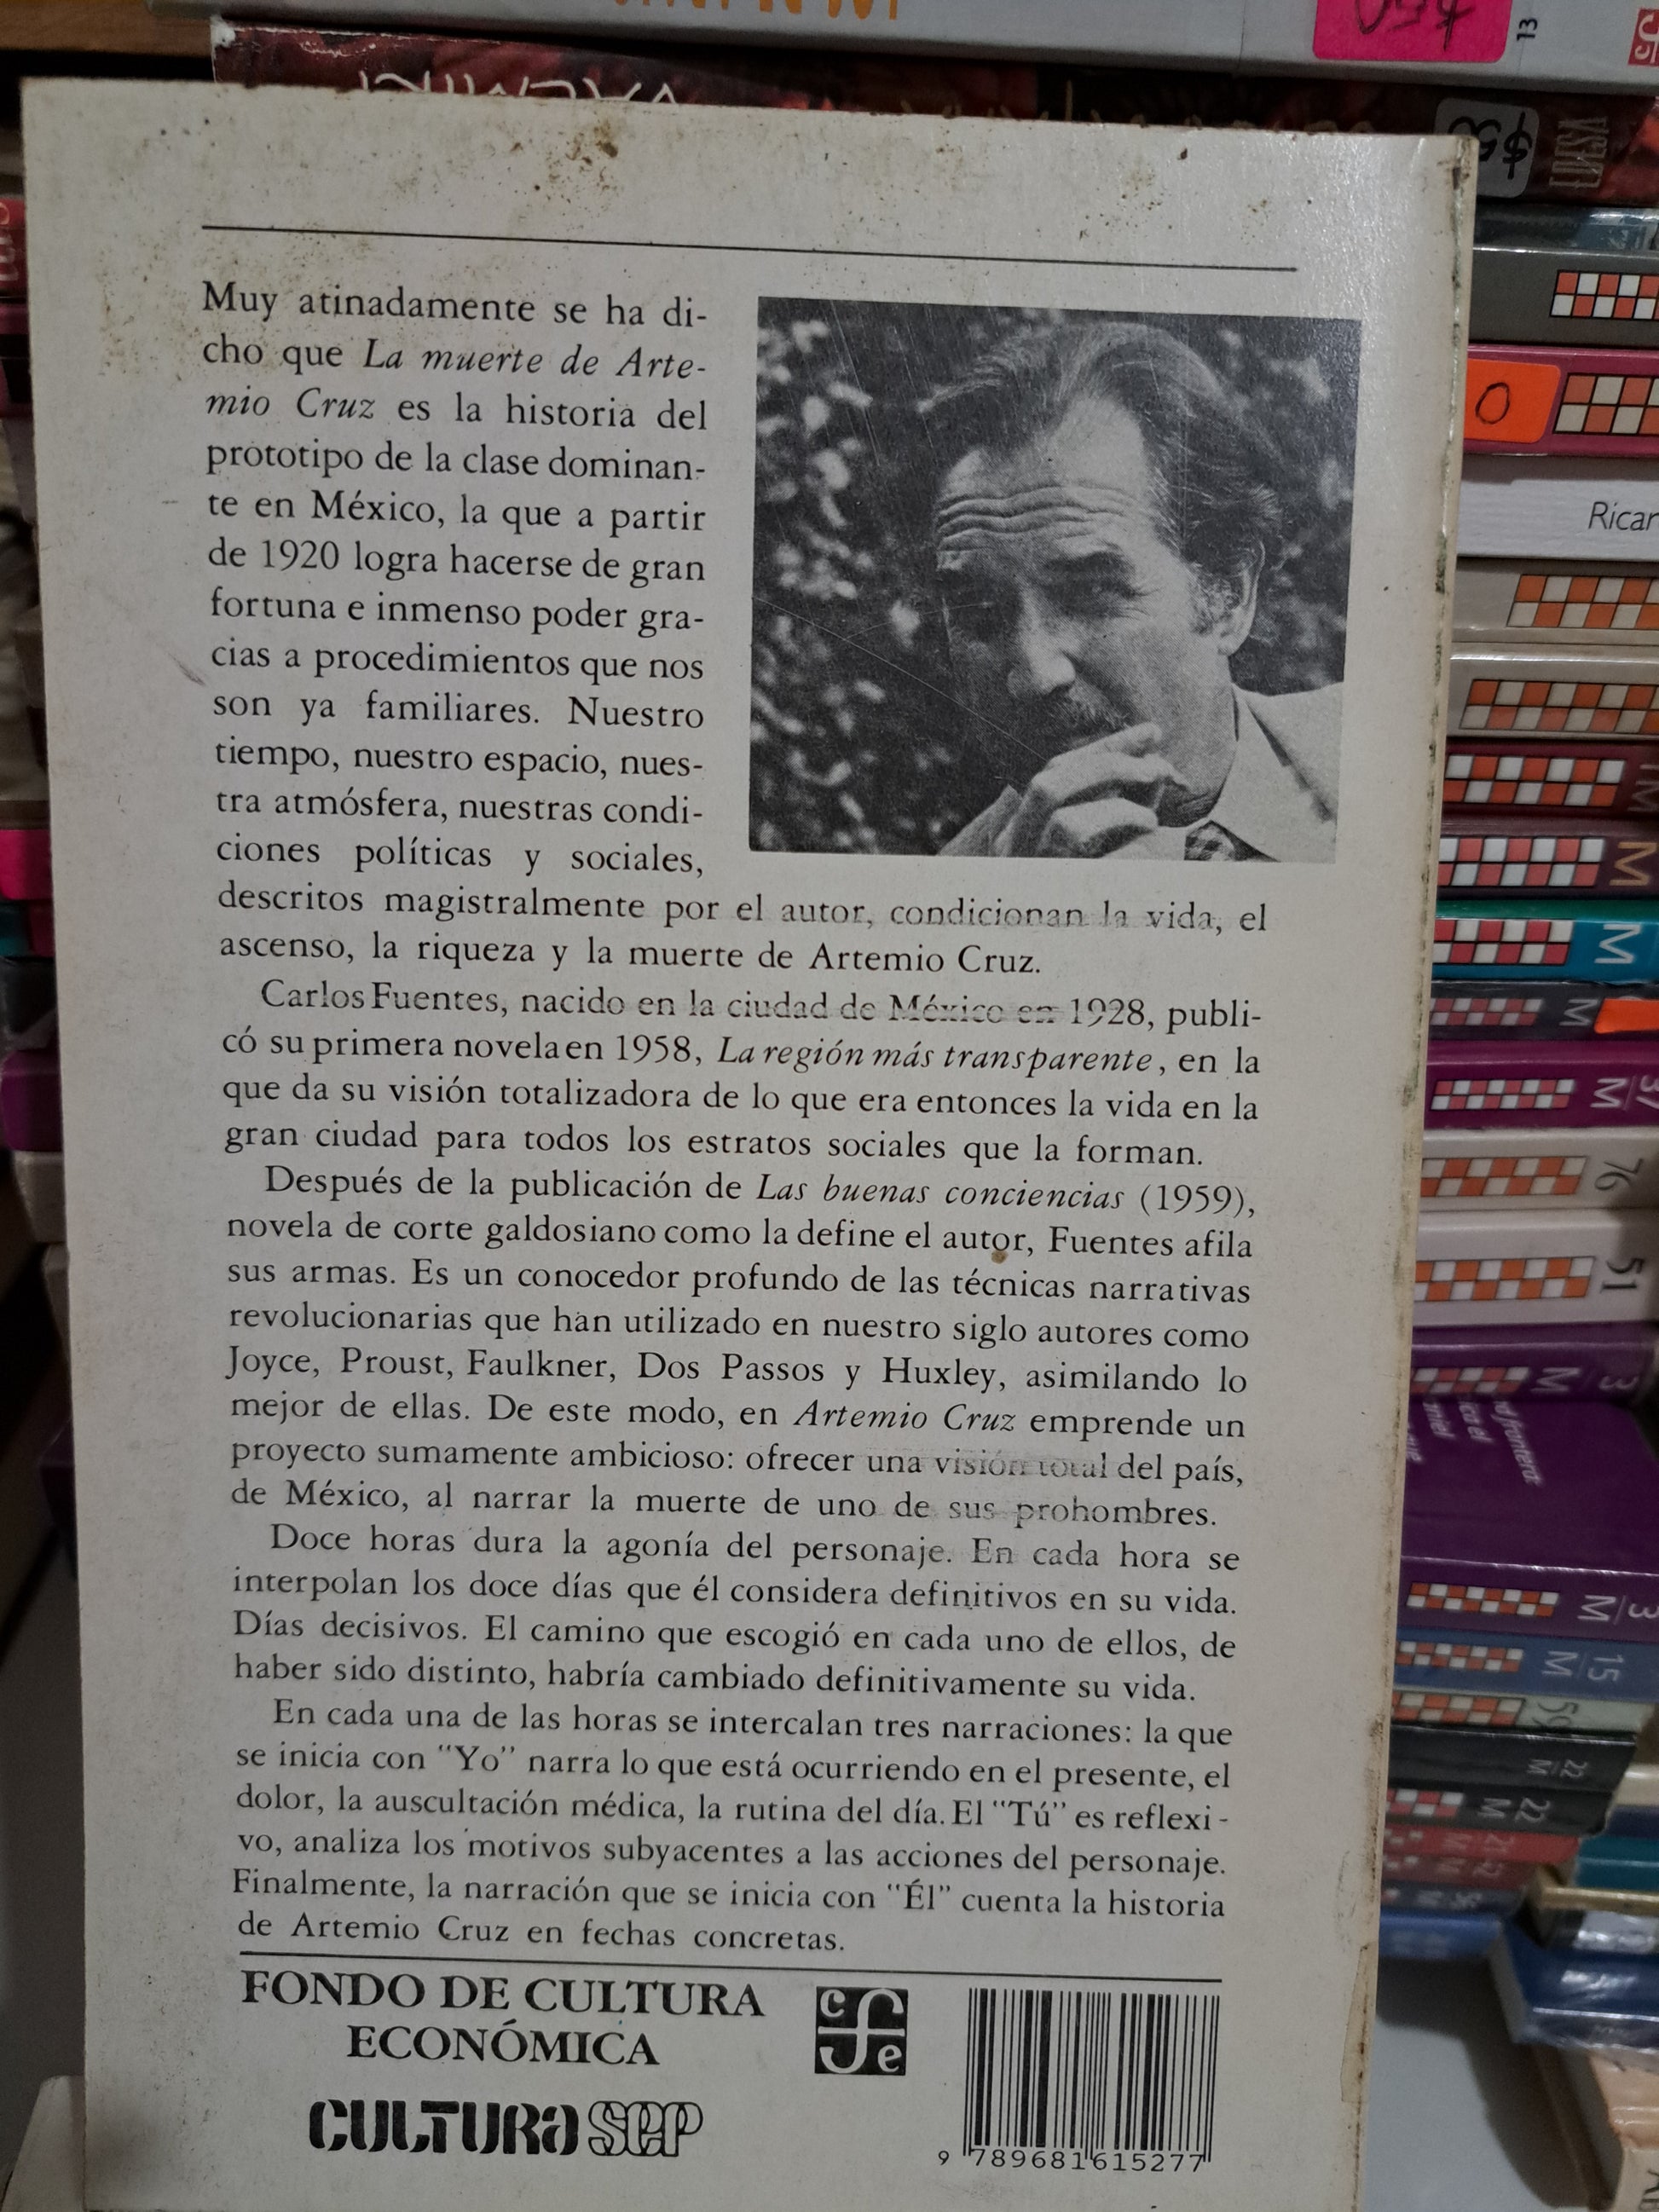 Muy atinadamente se ha di-
cho que La muerte de Arte-
mio Cruz es la historia del
prototipo de la clase dominan-
te en México, la que a partir
de 1920 logra hacerse de gran
fortuna e inmenso poder gra-
cias a procedimientos que nos
son ya familiares. Nuestro
tiempo, nuestro espacio, nues-
tra atmósfera, nuestras condi-
ciones políticas y sociales,
descritos magistralmente por el autor, condicionan la vida, el
ascenso, la riqueza y la muerte de Artemio Cruz.
Carlos Fuentes, nacido en la ciudad de México en 1928, publi-
có su primera novela en 1958, La región más transparente, en la
que da su visión totalizadora de lo que era entonces la vida en la
gran ciudad para todos los estratos sociales que la forman.
Después de la publicación de Las buenas conciencias (1959),
novela de corte galdosiano como la define el autor, Fuentes afila
sus armas. Es un conocedor profundo de las técnicas narrativas
revolucionarias que han utilizado en nuestro siglo autores como
Joyce, Proust, Faulkner, Dos Passos y Huxley, asimilando lo
mejor de ellas. De este modo, en Artemio Cruz emprende un
proyecto sumamente ambicioso: ofrecer una visión total del país,
de México, al narrar la muerte de uno de sus prohombres.
Doce horas dura la agonía del personaje. En cada hora se
interpolan los doce días que él considera definitivos en su vida.
Días decisivos. El camino que escogió en cada uno de ellos, de
haber sido distinto, habría cambiado definitivamente su vida.
En cada una de las horas se intercalan tres narraciones: la que
se inicia con "Yo" narra lo que está ocurriendo en el presente, el
dolor, la auscultación médica, la rutina del día. El "Tú" es reflexi-
vo, analiza los motivos subyacentes a las acciones del personaje.
Finalmente, la narración que se inicia con "Él" cuenta la historia
de Artemio Cruz en fechas concretas.
FONDO DE CULTURA
ECONÓMICA
CULTURA SEP
cfe
9 789681 615277
$50
13
$50
0
Ricar
M
M
M
37
M
76
51
3
M
3
M
15
M
59
22
M
22
M